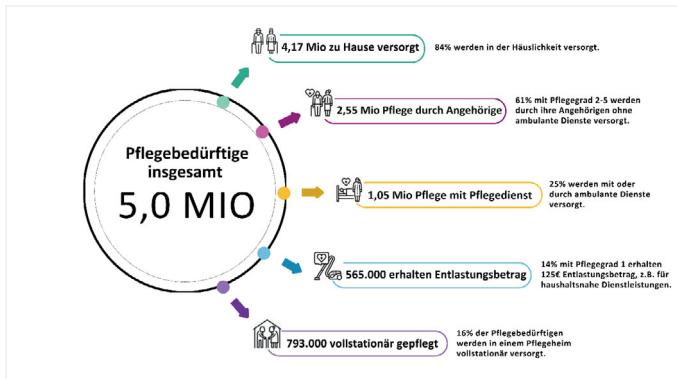 Pflegebedürftige
insgesamt
5,0 MIO
4,17 Mio zu Hause versorgt
84% werden in der Häuslichkeit versorgt.
2,55 Mio Pflege durch Angehörige
61% mit Pflegegrad 2-5 werden
durch ihre Angehörigen ohne
ambulante Dienste versorgt.
1,05 Mio Pflege mit Pflegedienst
25% werden mit oder
durch ambulante Dienste
versorgt.
565.000 erhalten Entlastungsbetrag
14% mit Pflegegrad 1 erhalten
125€ Entlastungsbetrag, z.B. für
haushaltsnahe Dienstleistungen.
793.000 vollstationär gepflegt
16% der Pflegebedürftigen
werden in einem Pflegeheim
vollstationär versorgt.